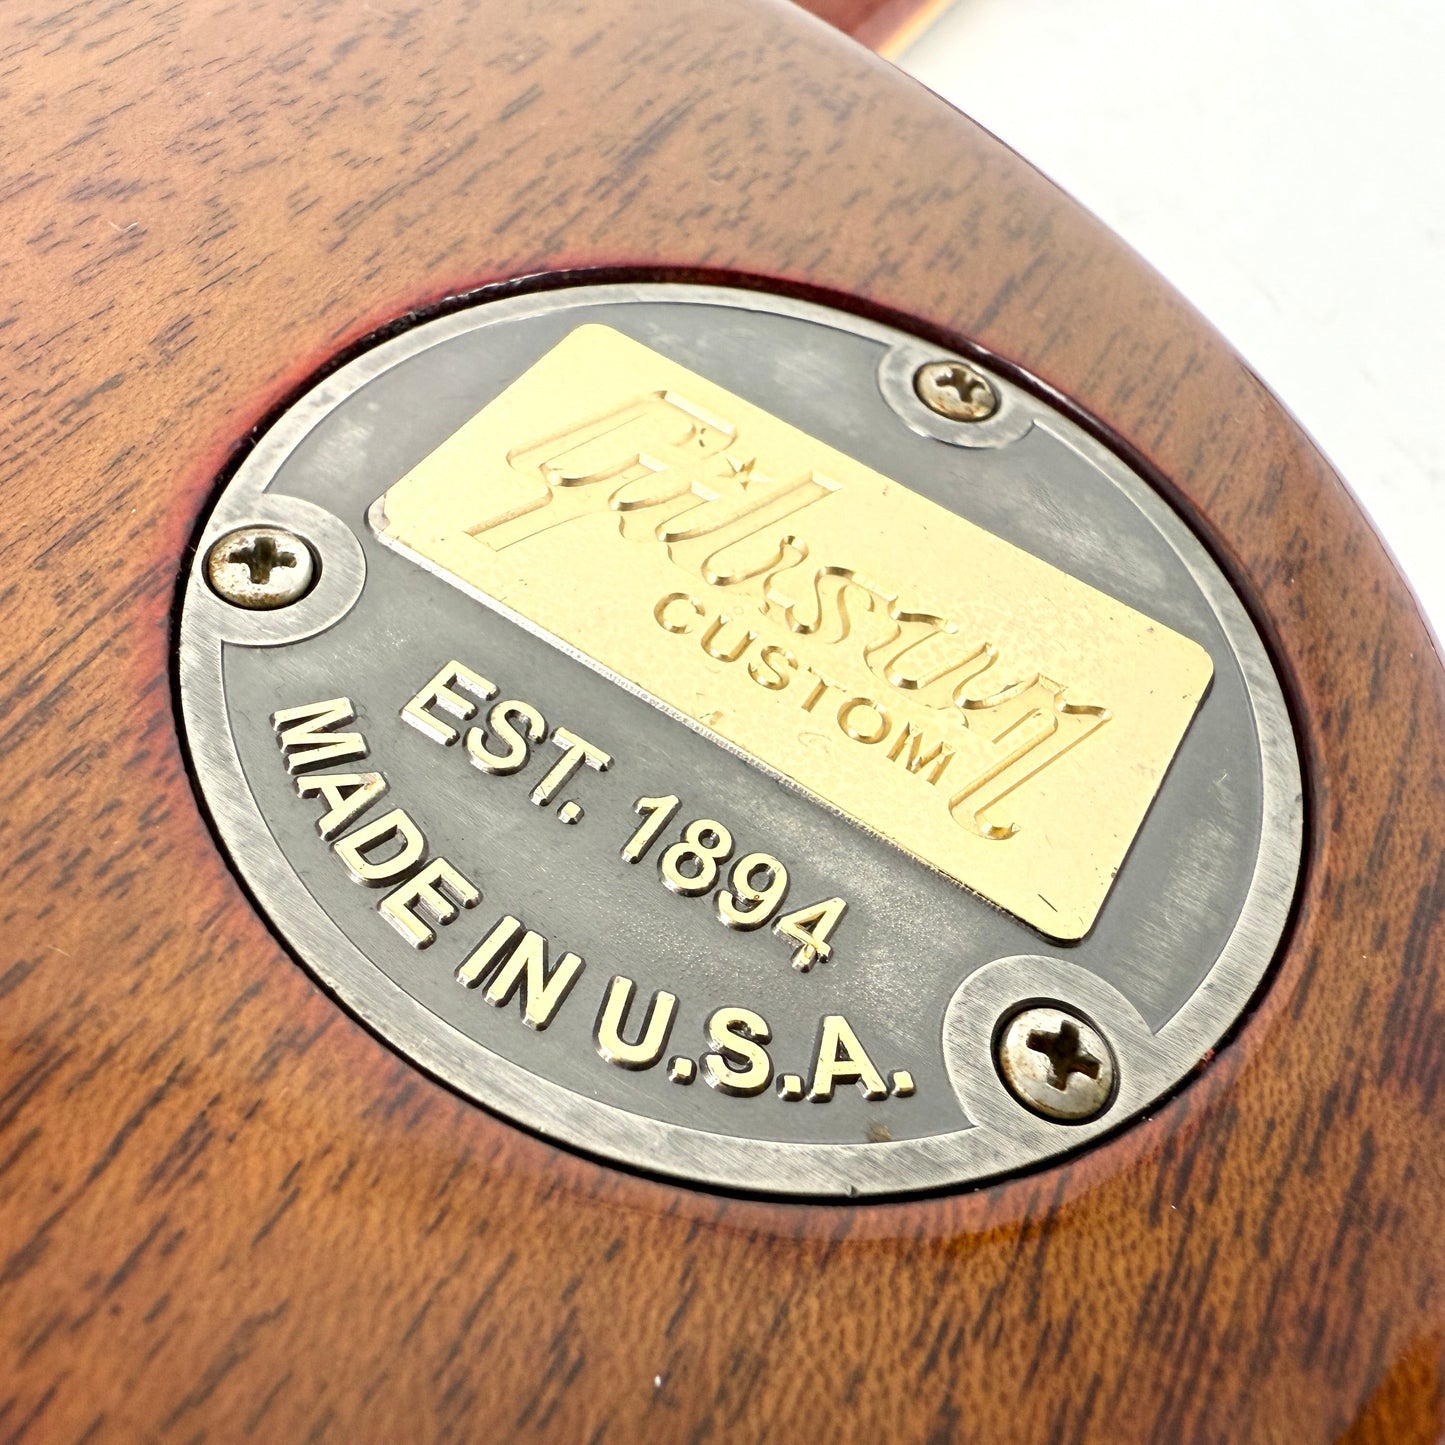 Gibson
CUSTOM
EST. 1894
MADE IN U.S.A.